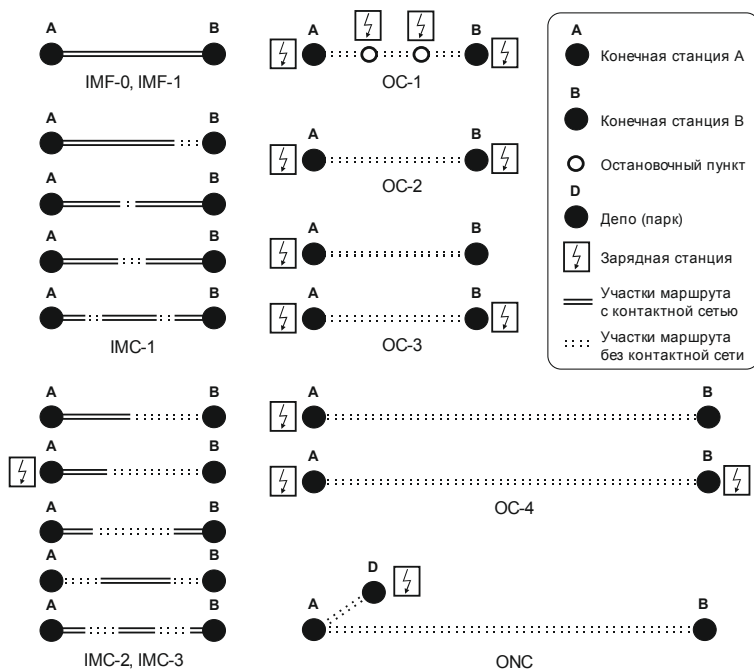 A B
IMF-0, IMF-1
A B
A B
A B
A B
IMC-1
A B
A B
A B
A B
A B
IMC-2, IMC-3
A B
OC-1
A B
OC-2
A B
A B
OC-3
A B
A B
OC-4
D
A B
ONC
A
Конечная станция А
B
Конечная станция В
Остановочный пункт
D
Депо (парк)
Зарядная станция
Участки маршрута
с контактной сетью
Участки маршрута
без контактной сети